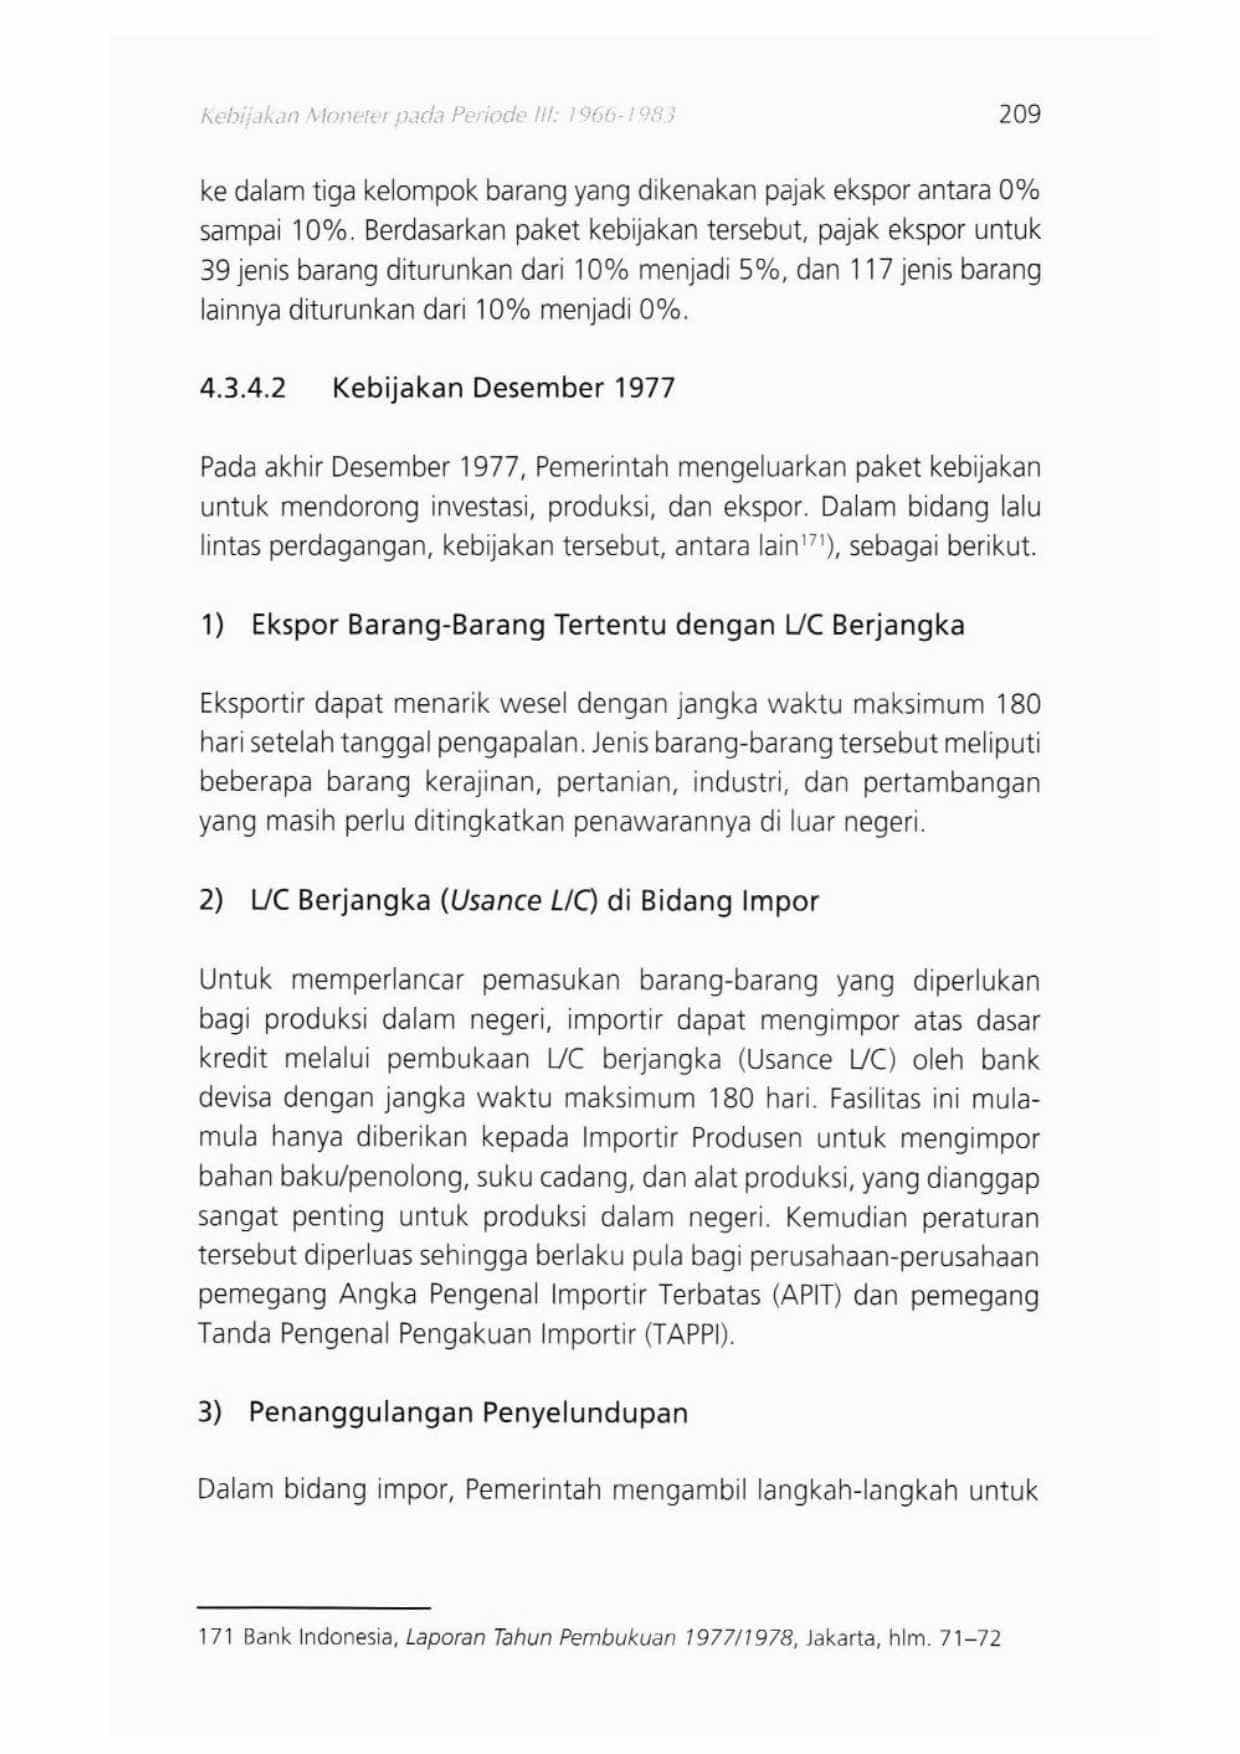 Kebijakan Moneter pada Periode III: 1966-1983 209
ke dalam tiga kelompok barang yang dikenakan pajak ekspor antara 0%
sampai 10%. Berdasarkan paket kebijakan tersebut, pajak ekspor untuk
39 jenis barang diturunkan dari 10% menjadi 5%, dan 117 jenis barang
lainnya diturunkan dari 10% menjadi 0%.
4.3.4.2 Kebijakan Desember 1977
Pada akhir Desember 1977, Pemerintah mengeluarkan paket kebijakan
untuk mendorong investasi, produksi, dan ekspor. Dalam bidang lalu
lintas perdagangan, kebijakan tersebut, antara lain¹⁷¹), sebagai berikut.
1) Ekspor Barang-Barang Tertentu dengan L/C Berjangka
Eksportir dapat menarik wesel dengan jangka waktu maksimum 180
hari setelah tanggal pengapalan. Jenis barang-barang tersebut meliputi
beberapa barang kerajinan, pertanian, industri, dan pertambangan
yang masih perlu ditingkatkan penawarannya di luar negeri.
2) L/C Berjangka (Usance L/C) di Bidang Impor
Untuk memperlancar pemasukan barang-barang yang diperlukan
bagi produksi dalam negeri, importir dapat mengimpor atas dasar
kredit melalui pembukaan L/C berjangka (Usance L/C) oleh bank
devisa dengan jangka waktu maksimum 180 hari. Fasilitas ini mula-
mula hanya diberikan kepada Importir Produsen untuk mengimpor
bahan baku/penolong, suku cadang, dan alat produksi, yang dianggap
sangat penting untuk produksi dalam negeri. Kemudian peraturan
tersebut diperluas sehingga berlaku pula bagi perusahaan-perusahaan
pemegang Angka Pengenal Importir Terbatas (APIT) dan pemegang
Tanda Pengenal Pengakuan Importir (TAPPI).
3) Penanggulangan Penyelundupan
Dalam bidang impor, Pemerintah mengambil langkah-langkah untuk
171 Bank Indonesia, Laporan Tahun Pembukuan 1977/1978, Jakarta, hlm. 71–72